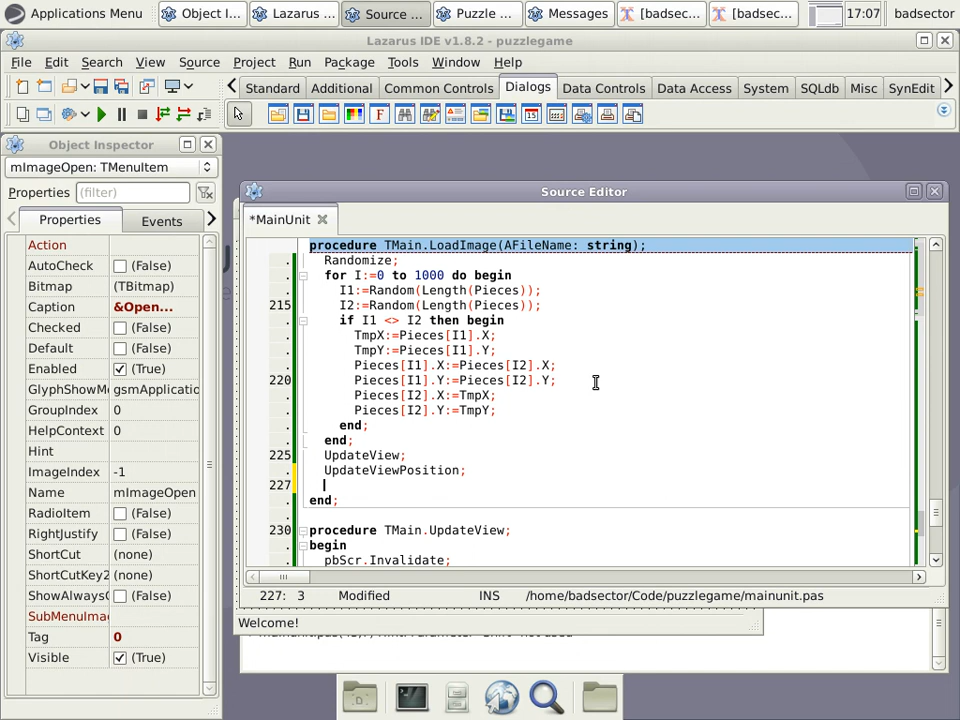 Applications Menu
Object I...
Lazarus ...
Source ...
Puzzle ...
Messages
[badsec...
[badsec...
17:07
badsector
Lazarus IDE v1.8.2 - puzzlegame
File Edit Search View Source Project Run Package Tools Window Help
Standard Additional Common Controls Dialogs Data Controls Data Access System SQLdb Misc SynEdit
Object Inspector
mImageOpen: TMenuItem
Properties (filter)
Properties Events
Action
AutoCheck (False)
Bitmap (TBitmap)
Caption &Open...
Checked (False)
Default (False)
Enabled (True)
GlyphShowMo gsmApplicatio
GroupIndex 0
HelpContext 0
Hint
ImageIndex -1
Name mImageOpen
RadioItem (False)
RightJustify (False)
ShortCut (none)
ShortCutKey2 (none)
ShowAlways (False)
SubMenuImag
Tag 0
Visible (True)
Source Editor
*MainUnit
procedure TMain.LoadImage(AFileName: string);
Randomize;
for I:=0 to 1000 do begin
I1:=Random(Length(Pieces));
215 I2:=Random(Length(Pieces));
if I1 <> I2 then begin
TmpX:=Pieces[I1].X;
TmpY:=Pieces[I1].Y;
Pieces[I1].X:=Pieces[I2].X;
220 Pieces[I1].Y:=Pieces[I2].Y;
Pieces[I2].X:=TmpX;
Pieces[I2].Y:=TmpY;
end;
end;
225 UpdateView;
UpdateViewPosition;
227
end;
230 procedure TMain.UpdateView;
begin
pbScr.Invalidate;
227: 3 Modified INS /home/badsector/Code/puzzlegame/mainunit.pas
Welcome!